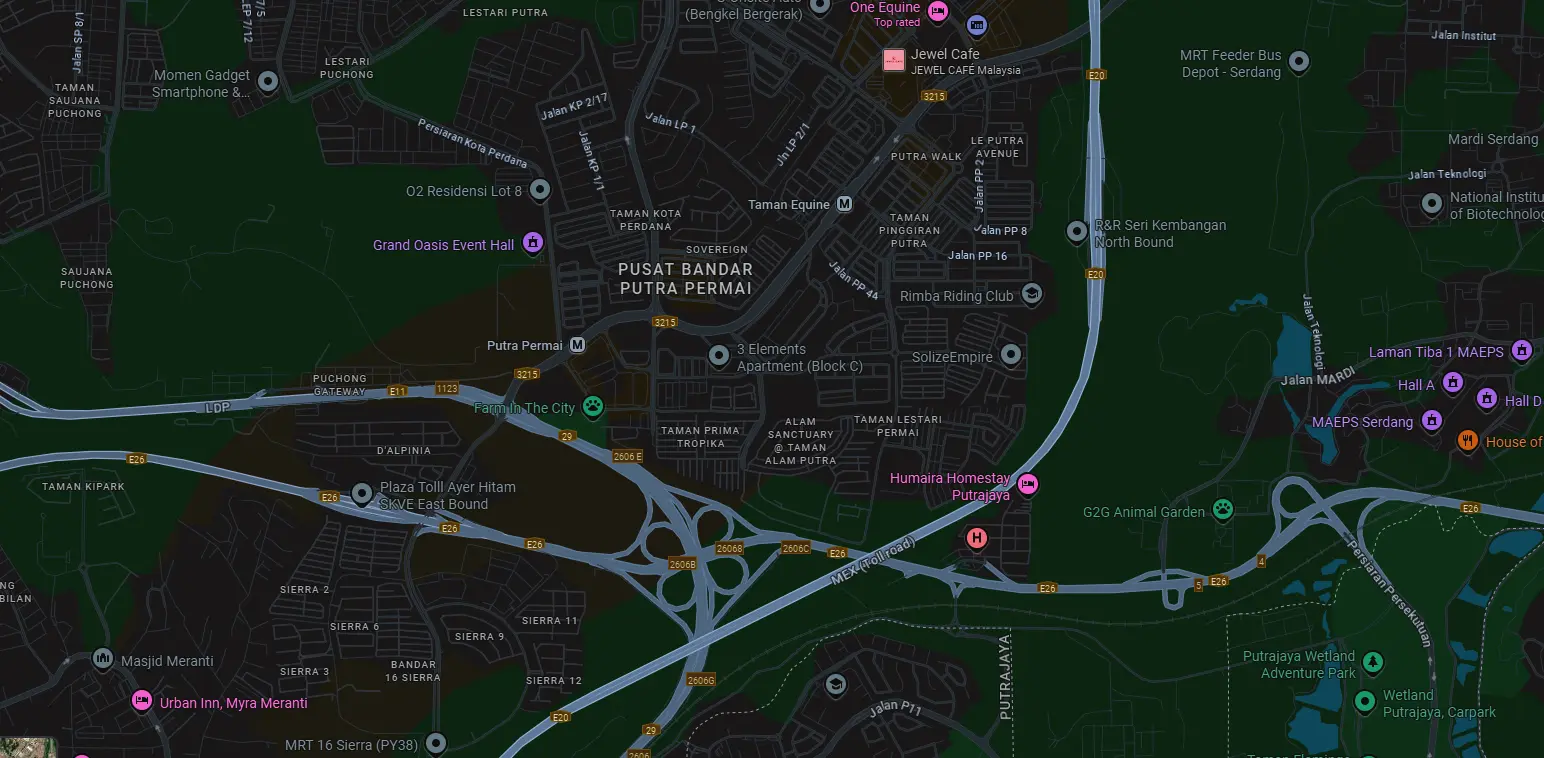 LESTARI PUTRA
(Bengkel Bergerak)
One Equine
Top rated
Jalan SP 8/1
LEP 7/12
7/5
Jewel Cafe
JEWEL CAFÉ Malaysia
Jalan Institut
MRT Feeder Bus
Depot - Serdang
LESTARI
PUCHONG
Momen Gadget
Smartphone &...
TAMAN
SAUJANA
PUCHONG
E20
3215
Jalan KP 2/17
Jalan LP 1
Persiaran Kota Perdana
Jalan KP 1/1
Jln LP 2/1
PUTRA WALK
LE PUTRA
AVENUE
Jalan PP 2
Mardi Serdang
Jalan Teknologi
O2 Residensi Lot 8
Taman Equine
M
National Institu
of Biotechnolog
TAMAN KOTA
PERDANA
TAMAN
PINGGIRAN
PUTRA
Jalan PP 8
R&R Seri Kembangan
North Bound
Grand Oasis Event Hall
SOVEREIGN
Jalan PP 16
PUSAT BANDAR
PUTRA PERMAI
SAUJANA
PUCHONG
Jalan PP 44
E20
Rimba Riding Club
3215
Jalan Teknologi
Putra Permai
M
3 Elements
Apartment (Block C)
SolizeEmpire
Laman Tiba 1 MAEPS
3215
Jalan MARDI
Hall A
PUCHONG
GATEWAY
E11
1123
LDP
Farm In The City
Hall D
29
MAEPS Serdang
TAMAN PRIMA
TROPIKA
ALAM
SANCTUARY
@ TAMAN
ALAM PUTRA
TAMAN LESTARI
PERMAI
House of
D'ALPINIA
2606 E
E26
TAMAN KIPARK
Plaza Tolll Ayer Hitam
SKVE East Bound
E26
Humaira Homestay
Putrajaya
G2G Animal Garden
E26
E26
E26
2606B
2606C
E26
2606B
H
MEX (Toll road)
4
5
E26
E26
Persiaran Persekutuan
NG
BILAN
SIERRA 2
SIERRA 6
SIERRA 9
SIERRA 11
SIERRA 3
BANDAR
16 SIERRA
SIERRA 12
Masjid Meranti
Urban Inn, Myra Meranti
2606G
PUTRAJAYA
Putrajaya Wetland
Adventure Park
Wetland
Putrajaya, Carpark
Jalan P11
E20
29
MRT 16 Sierra (PY38)
2606